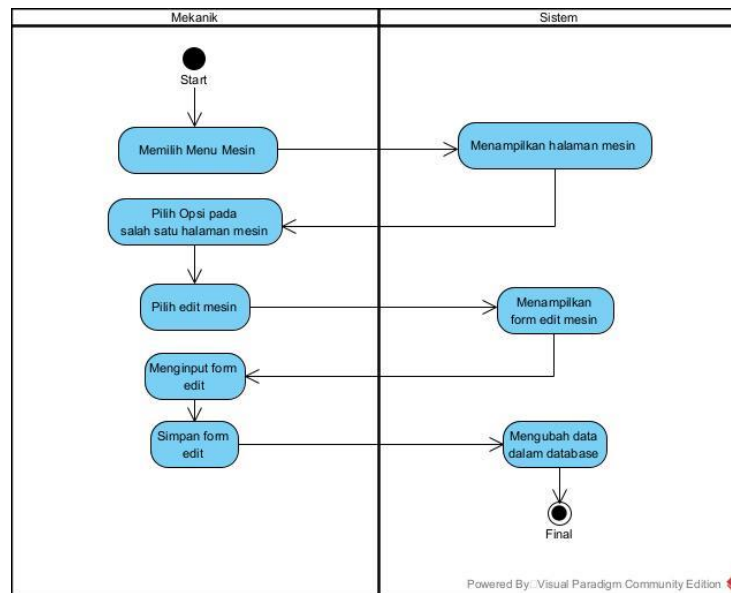 Mekanik
Sistem
Start
Memilih Menu Mesin
Menampilkan halaman mesin
Pilih Opsi pada
salah satu halaman mesin
Pilih edit mesin
Menampilkan
form edit mesin
Menginput form
edit
Simpan form
edit
Mengubah data
dalam database
Final
Powered By Visual Paradigm Community Edition